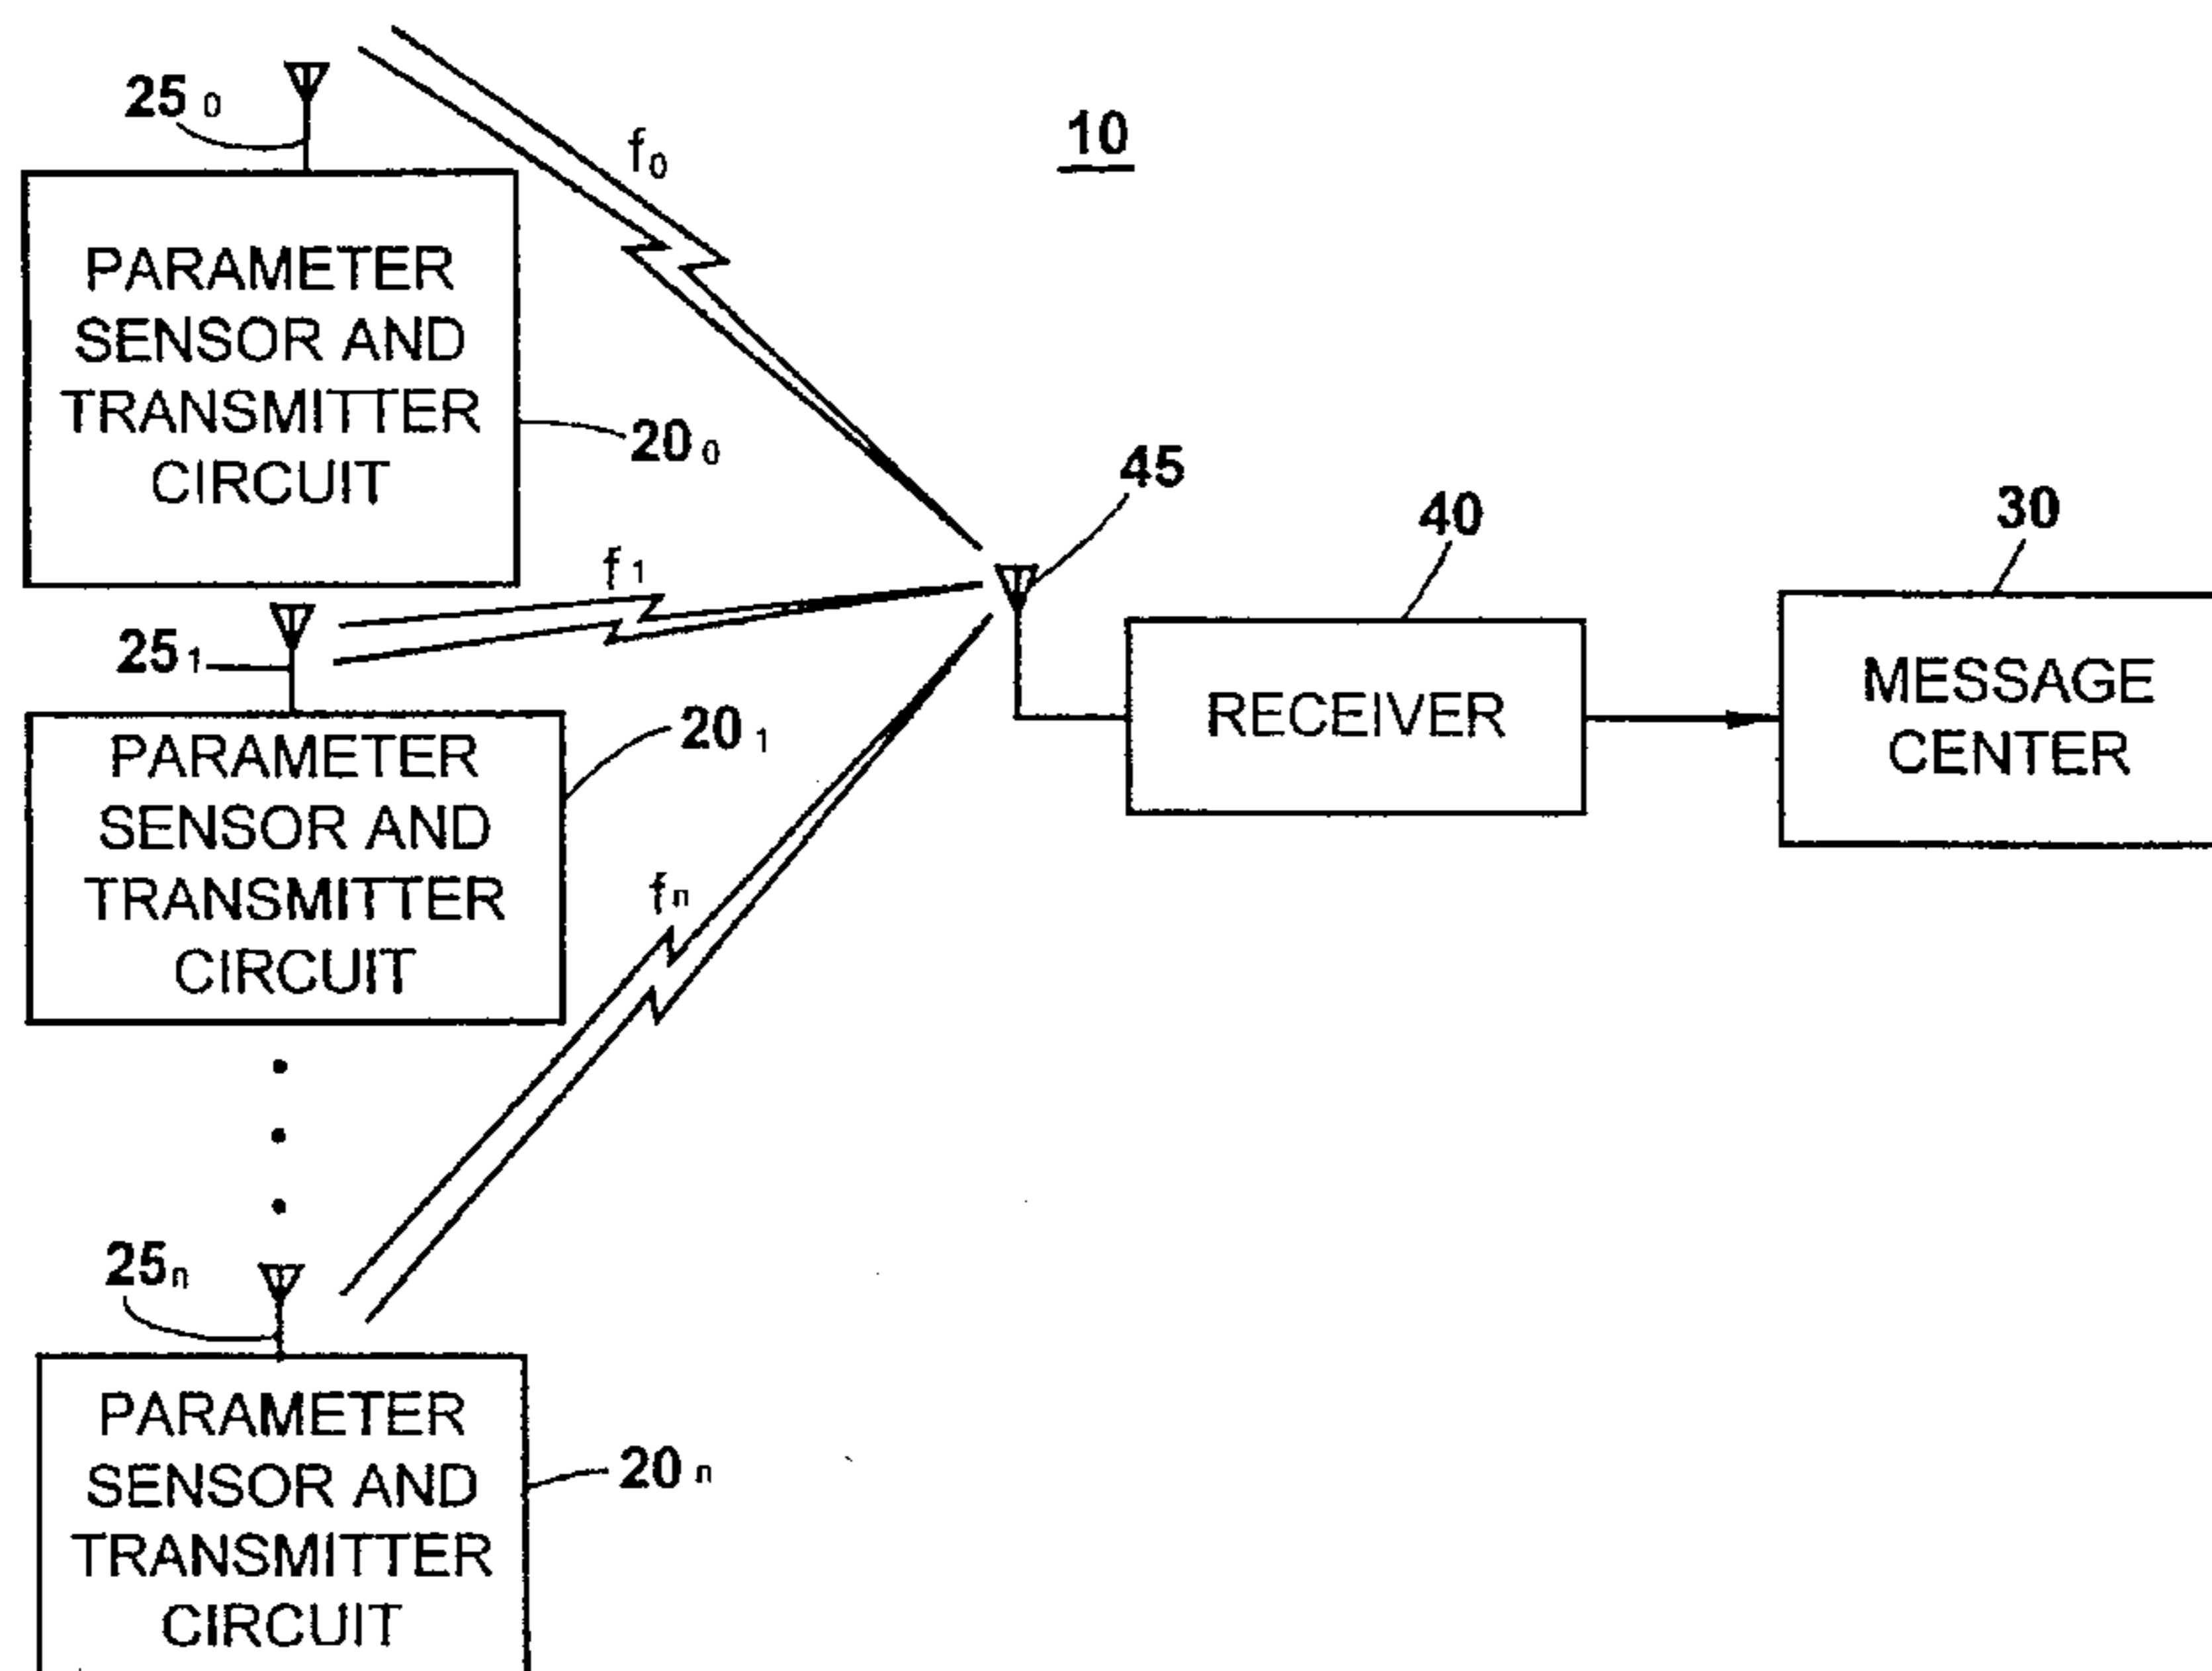 25₀
f₀
10
PARAMETER
SENSOR AND
TRANSMITTER
CIRCUIT
20₀
45
40
30
f₁
25₁
RECEIVER
MESSAGE
CENTER
20₁
PARAMETER
SENSOR AND
TRANSMITTER
CIRCUIT
fₙ
25ₙ
PARAMETER
SENSOR AND
TRANSMITTER
CIRCUIT
20ₙ